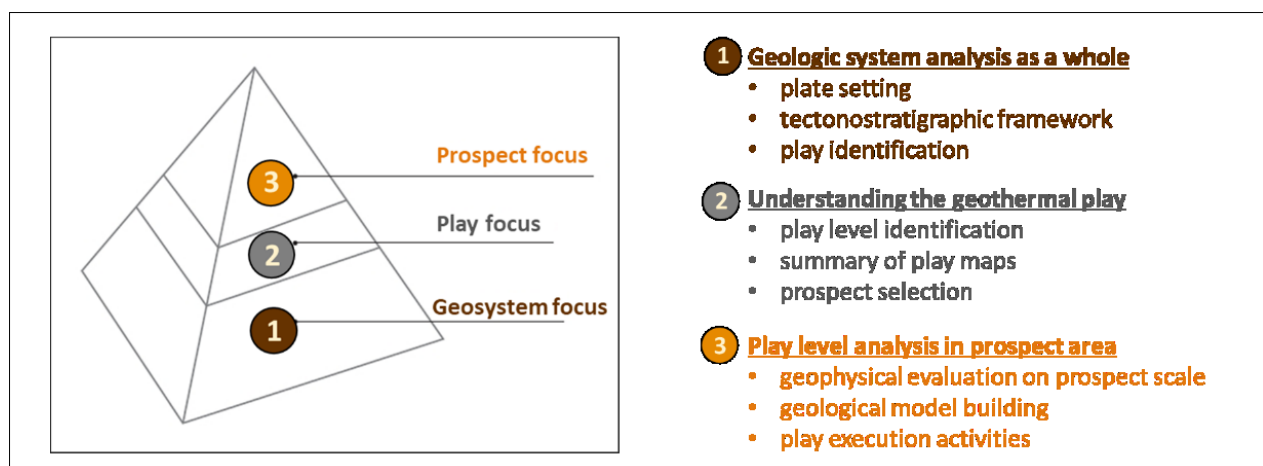 3
Prospect focus
2
Play focus
1
Geosystem focus
1 Geologic system analysis as a whole
• plate setting
• tectonostratigraphic framework
• play identification
2 Understanding the geothermal play
• play level identification
• summary of play maps
• prospect selection
3 Play level analysis in prospect area
• geophysical evaluation on prospect scale
• geological model building
• play execution activities